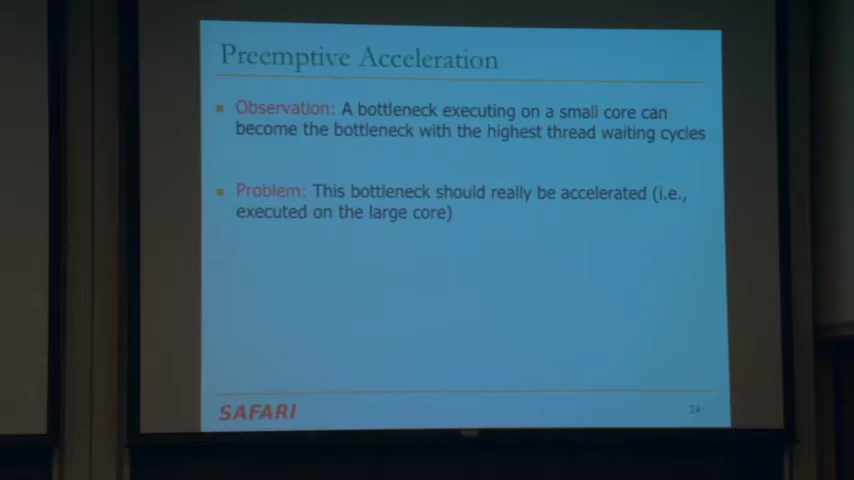 Preemptive Acceleration
Observation: A bottleneck executing on a small core can
become the bottleneck with the highest thread waiting cycles
Problem: This bottleneck should really be accelerated (i.e.,
executed on the large core)
SAFARI
34